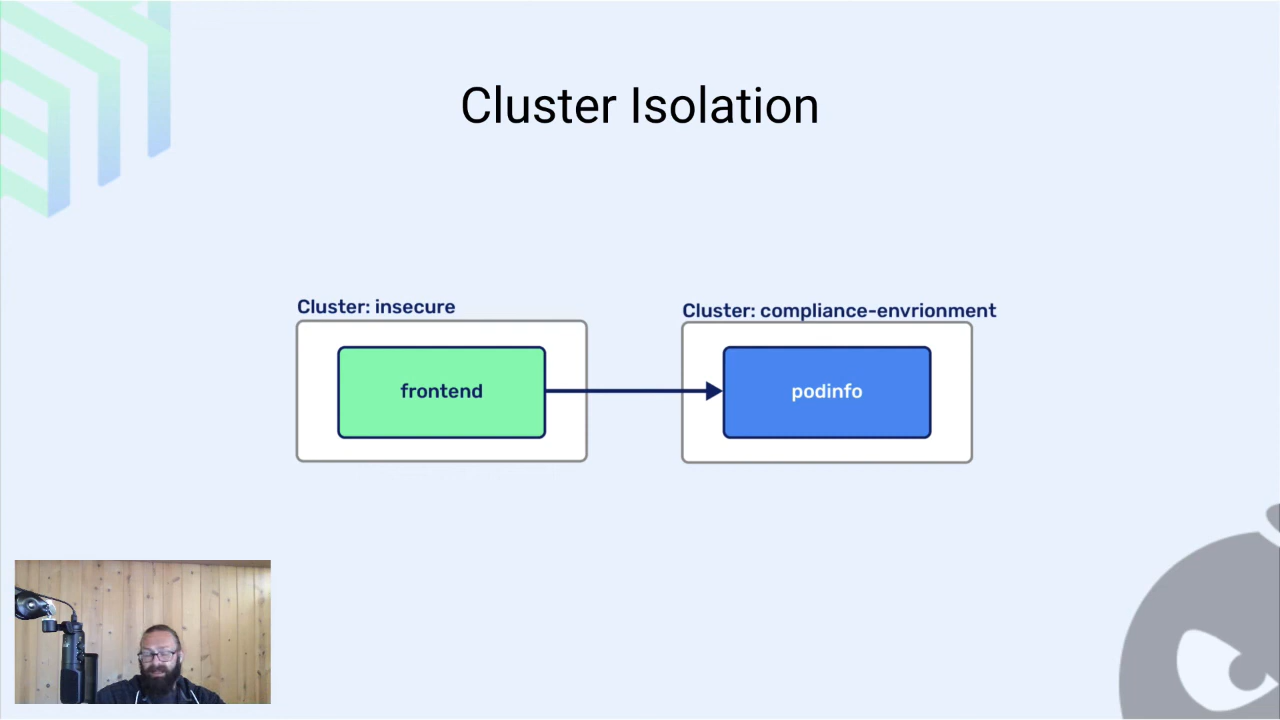 Cluster Isolation
Cluster: insecure
Cluster: compliance-envrionment
frontend
podinfo